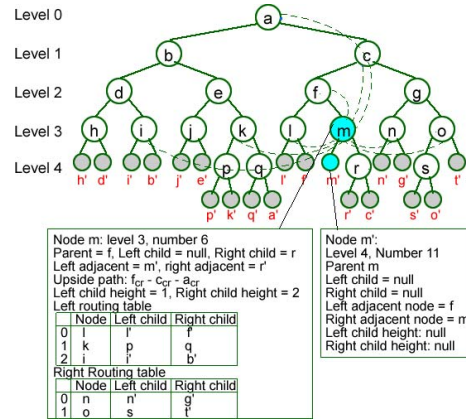 Level 0
a
Level 1
b
c
Level 2
d
e
f
g
Level 3
h
i
j
k
l
m
n
o
Level 4
h'
d'
i'
b'
j'
e'
p
q
l'
f'
m'
r
n'
g'
s
t'
p'
k'
q'
a'
r'
c'
s'
o'
Node m: level 3, number 6
Parent = f, Left child = null, Right child = r
Left adjacent = m', right adjacent = r'
Upside path: fcr - ccr - acr
Left child height = 1, Right child height = 2
Left routing table
Node Left child Right child
0 l l' f'
1 k p q
2 i i' b'
Right Routing table
Node Left child Right child
0 n n' g'
1 o s t'
Node m':
Level 4, Number 11
Parent m
Left child = null
Right child = null
Left adjacent node = f
Right adjacent node = m
Left child height: null
Right child height: null